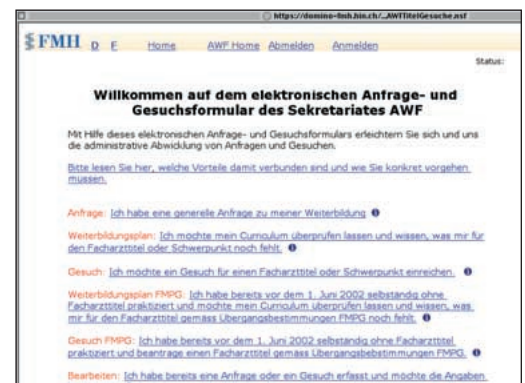 https://domino-fmh.hin.ch/...AWFTitelGesuche.nsf
FMH D F Home AWF Home Abmelden Anmelden
Status:
Willkommen auf dem elektronischen Anfrage- und
Gesuchsformular des Sekretariates AWF
Mit Hilfe dieses elektronischen Anfrage- und Gesuchsformulars erleichtern Sie sich und uns
die administrative Abwicklung von Anfragen und Gesuchen.
Bitte lesen Sie hier, welche Vorteile damit verbunden sind und wie Sie konkret vorgehen
müssen.
Anfrage: Ich habe eine generelle Anfrage zu meiner Weiterbildung
Weiterbildungsplan: Ich möchte mein Curriculum überprüfen lassen und wissen, was mir für
den Facharzttitel oder Schwerpunkt noch fehlt.
Gesuch: Ich möchte ein Gesuch für einen Facharzttitel oder Schwerpunkt einreichen.
Weiterbildungsplan FMPG: Ich habe bereits vor dem 1. Juni 2002 selbständig ohne
Facharzttitel praktiziert und möchte mein Curriculum überprüfen lassen und wissen, was
mir für den Facharzttitel gemäss Übergangsbestimmungen FMPG noch fehlt.
Gesuch FMPG: Ich habe bereits vor dem 1. Juni 2002 selbständig ohne Facharzttitel
praktiziert und beantrage einen Facharzttitel gemäss Übergangsbebstimmungen FMPG.
Bearbeiten: Ich habe bereits eine Anfrage oder ein Gesuch erfasst und möchte die Angaben